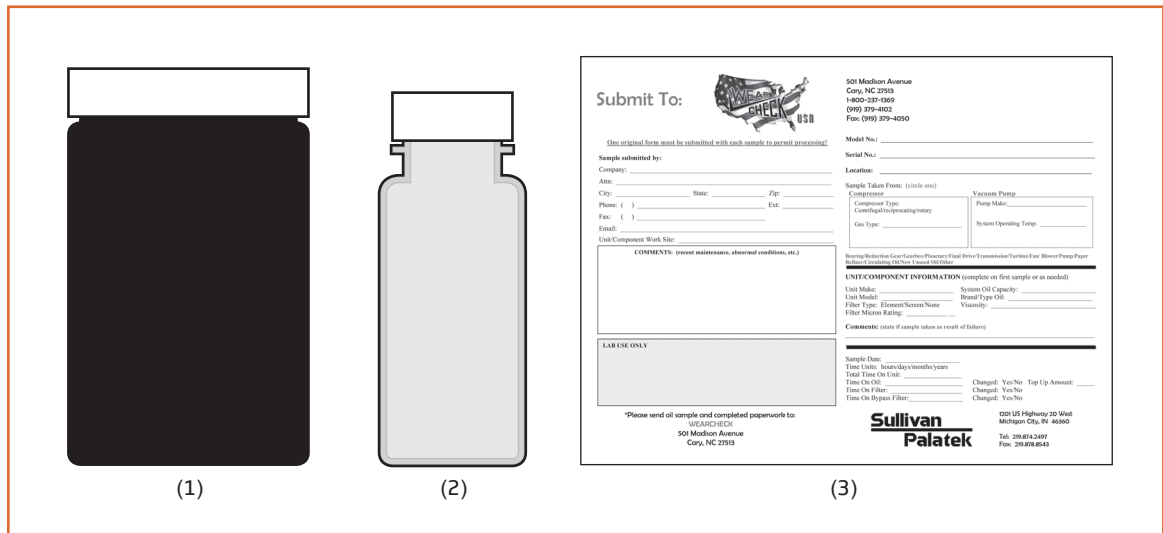 Submit To:
WEAR CHECK USA
501 Madison Avenue
Cary, NC 27513
1-800-237-1369
(919) 379-4102
Fax: (919) 379-4050
One original form must be submitted with each sample to permit processing!
Sample submitted by:
Company:
Attn:
City: State: Zip:
Phone: ( ) Ext:
Fax: ( )
Email:
Unit/Component Work Site:
COMMENTS: (recent maintenance, abnormal conditions, etc.)
LAB USE ONLY
*Please send oil sample and completed paperwork to:
WEARCHECK
501 Madison Avenue
Cary, NC 27513
Model No.:
Serial No.:
Location:
Sample Taken From: (circle one)
Compressor Vacuum Pump
Compressor Type: Pump Make:
Centrifugal/reciprocating/rotary
Gas Type: System Operating Temp:
Bearing/Reduction Gear/Gearbox/Planetary/Final Drive/Transmission/Turbine/Fan/ Blower/Pump/Paper
Refiner/Circulating Oil/New Unused Oil/Other
UNIT/COMPONENT INFORMATION (complete on first sample or as needed)
Unit Make: System Oil Capacity:
Unit Model: Brand/Type Oil:
Filter Type: Element/Screen/None Viscosity:
Filter Micron Rating:
Comments: (state if sample taken as result of failure)
Sample Date:
Time Units: hours/days/months/years
Total Time On Unit:
Time On Oil: Changed: Yes/No Top Up Amount:
Time On Filter: Changed: Yes/No
Time On Bypass Filter: Changed: Yes/No
Sullivan
Palatek
1201 US Highway 20 West
Michigan City, IN 46360
Tel: 219.874.2497
Fax: 219.878.8543
(1) (2) (3)